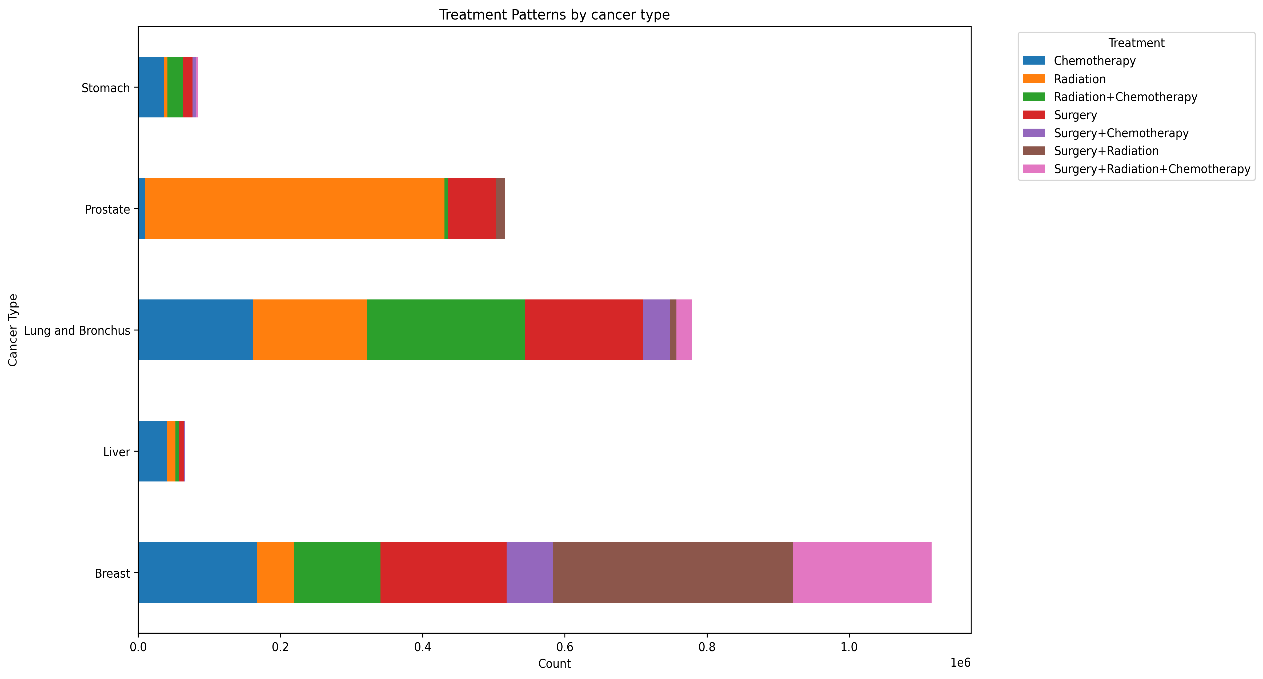 Treatment Patterns by cancer type
Treatment
Chemotherapy
Radiation
Radiation+Chemotherapy
Surgery
Surgery+Chemotherapy
Surgery+Radiation
Surgery+Radiation+Chemotherapy
Cancer Type
Stomach
Prostate
Lung and Bronchus
Liver
Breast
0.0 0.2 0.4 0.6 0.8 1.0
1e6
Count